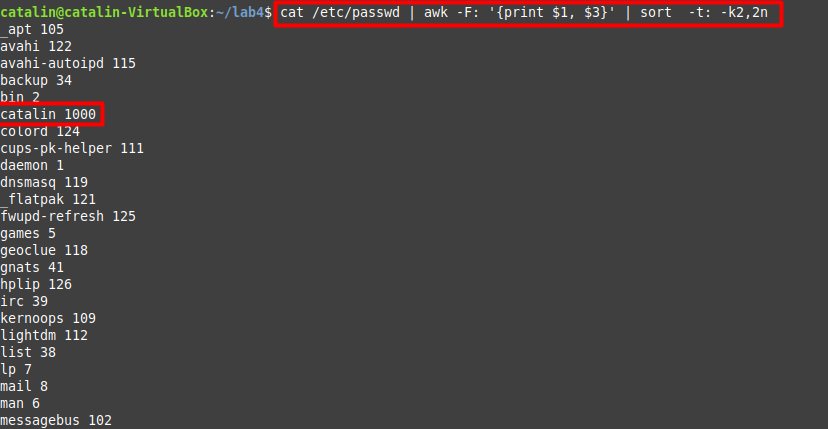 catalin@catalin-VirtualBox:~/lab4$ cat /etc/passwd | awk -F: '{print $1, $3}' | sort  -t: -k2,2n
_apt 105
avahi 122
avahi-autoipd 115
backup 34
bin 2
catalin 1000
colord 124
cups-pk-helper 111
daemon 1
dnsmasq 119
_flatpak 121
fwupd-refresh 125
games 5
geoclue 118
gnats 41
hplip 126
irc 39
kernoops 109
lightdm 112
list 38
lp 7
mail 8
man 6
messagebus 102